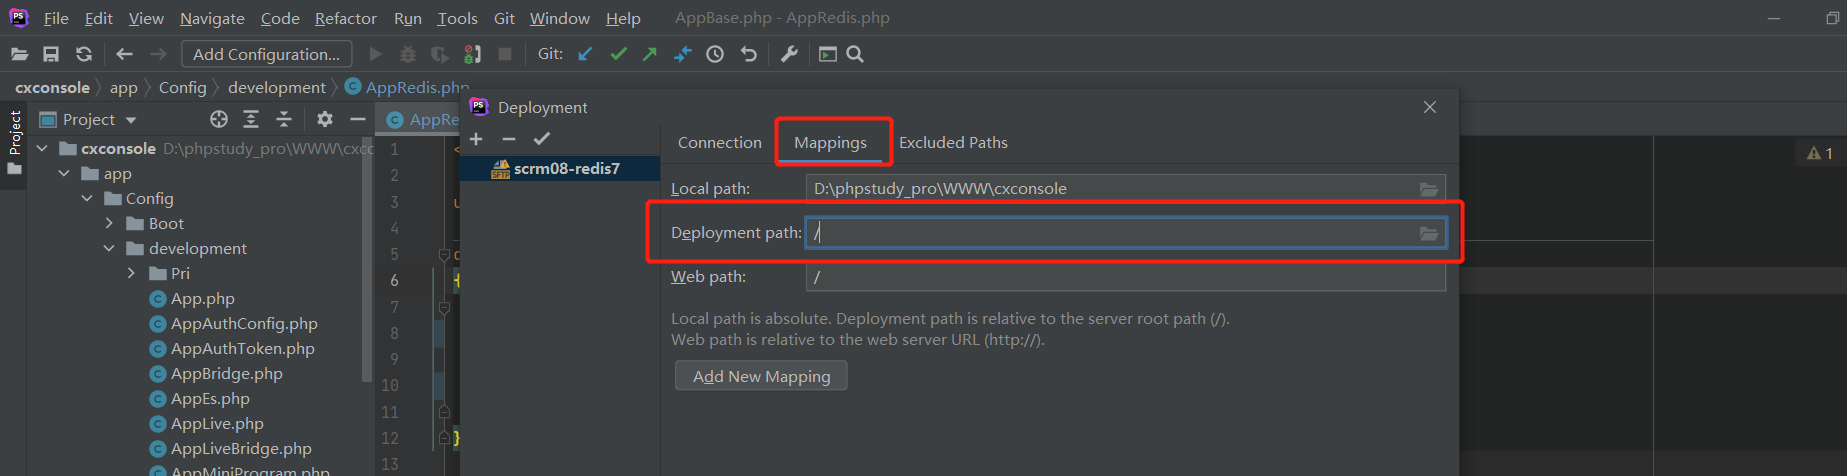 PS File Edit View Navigate Code Refactor Run Tools Git Window Help AppBase.php - AppRedis.php
Add Configuration... Git:
cxconsole app Config development AppRedis.php
Project
Project
cxconsole D:\phpstudy_pro\WWW\cxcc
app
Config
Boot
development
Pri
C App.php
C AppAuthConfig.php
C AppAuthToken.php
C AppBridge.php
C AppEs.php
C AppLive.php
C AppLiveBridge.php
C AppMiniProgram.php
C AppRe
1 <
2
3 u
4
5
6
7
8
9
10
11
12 }
13
1
PS Deployment
SFTP scrm08-redis7
Connection Mappings Excluded Paths
Local path: D:\phpstudy_pro\WWW\cxconsole
Deployment path: /
Web path: /
Local path is absolute. Deployment path is relative to the server root path (/).
Web path is relative to the web server URL (http://).
Add New Mapping